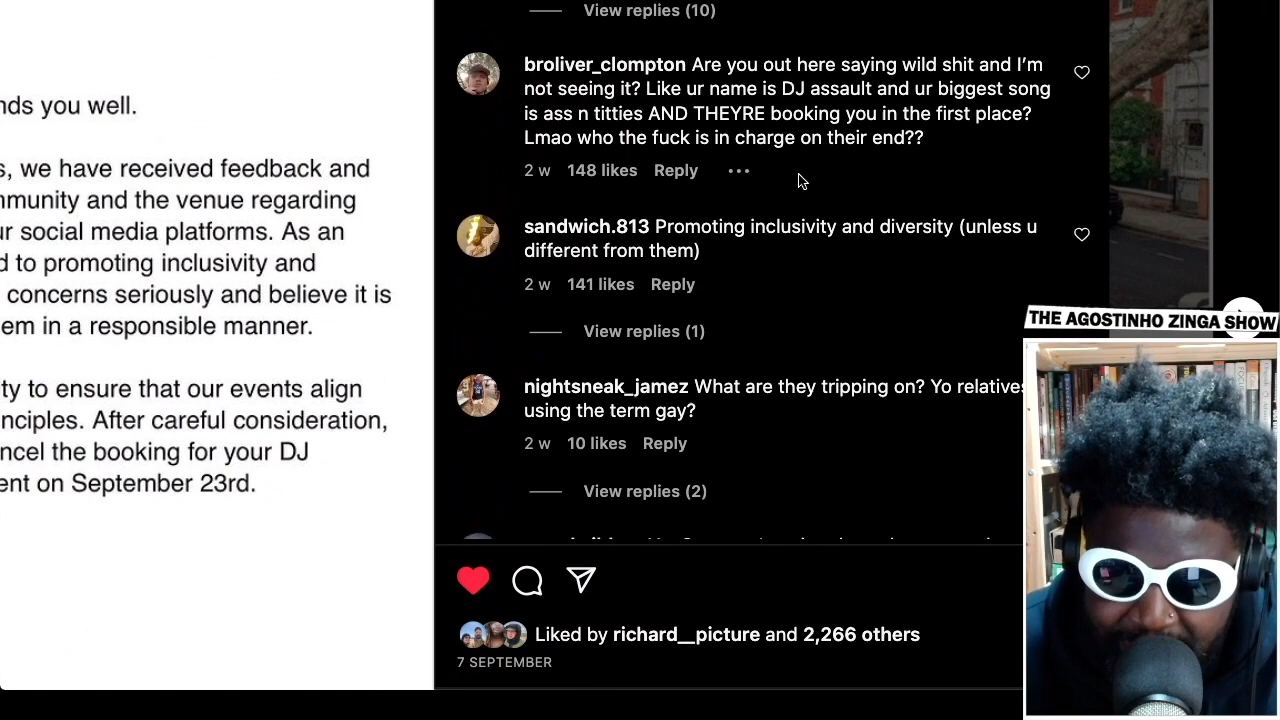 nds you well.
s, we have received feedback and
mmunity and the venue regarding
ur social media platforms. As an
d to promoting inclusivity and
concerns seriously and believe it is
em in a responsible manner.
ty to ensure that our events align
nciples. After careful consideration,
ncel the booking for your DJ
ent on September 23rd.
View replies (10)
broliver_clompton Are you out here saying wild shit and I’m
not seeing it? Like ur name is DJ assault and ur biggest song
is ass n titties AND THEYRE booking you in the first place?
Lmao who the fuck is in charge on their end??
2 w 148 likes Reply
sandwich.813 Promoting inclusivity and diversity (unless u
different from them)
2 w 141 likes Reply
View replies (1)
nightsneak_jamez What are they tripping on? Yo relatives
using the term gay?
2 w 10 likes Reply
View replies (2)
Liked by richard__picture and 2,266 others
7 SEPTEMBER
THE AGOSTINHO ZINGA SHOW